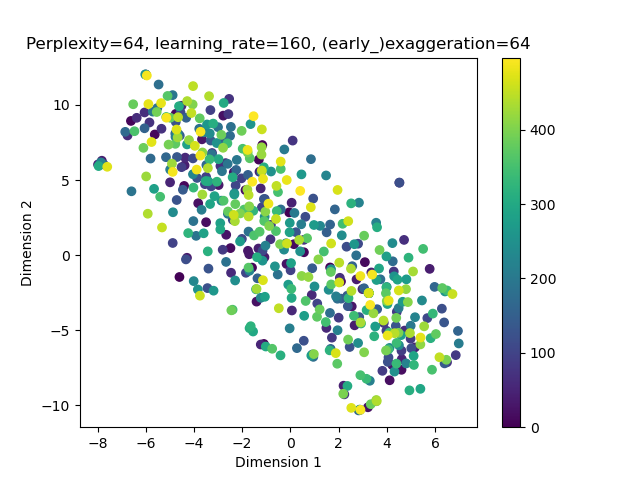 Perplexity=64, learning_rate=160, (early_)exaggeration=64
Dimension 2
10
5
0
−5
−10
−8 −6 −4 −2 0 2 4 6
Dimension 1
400
300
200
100
0